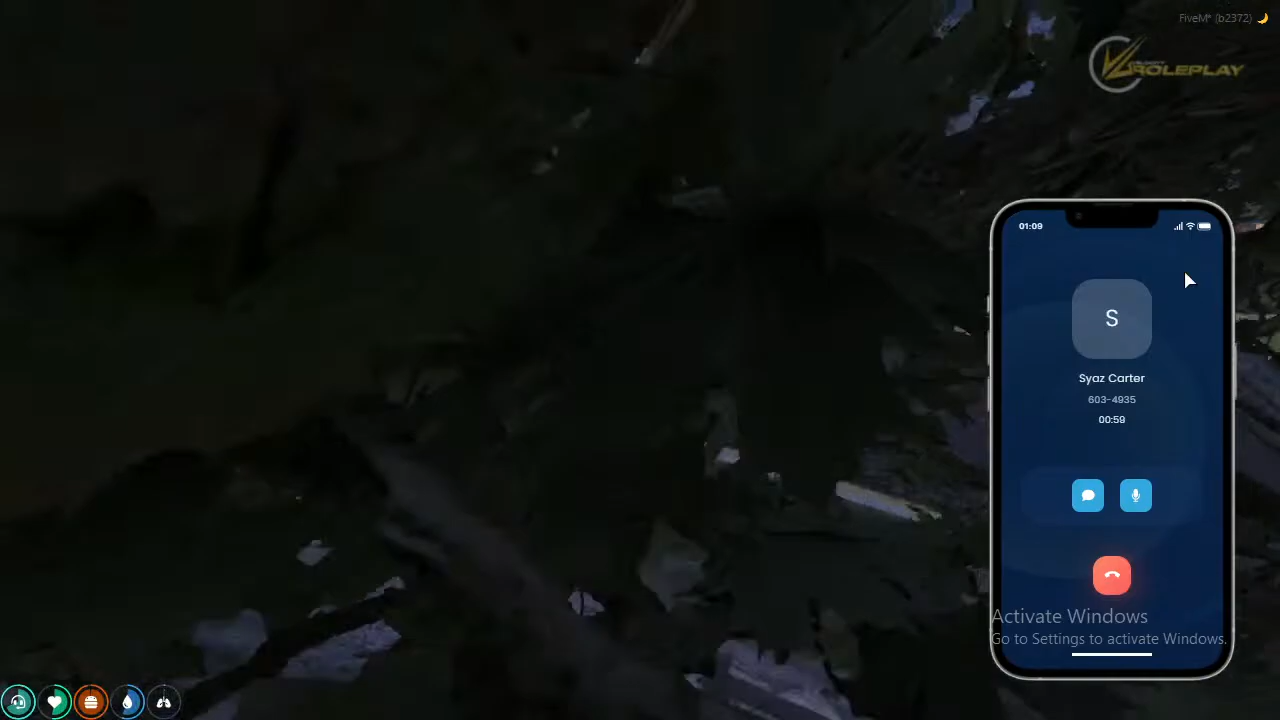 FiveM* (b2372)
ROLEPLAY
01:09
S
Syaz Carter
603-4935
00:59
Activate Windows
Go to Settings to activate Windows.